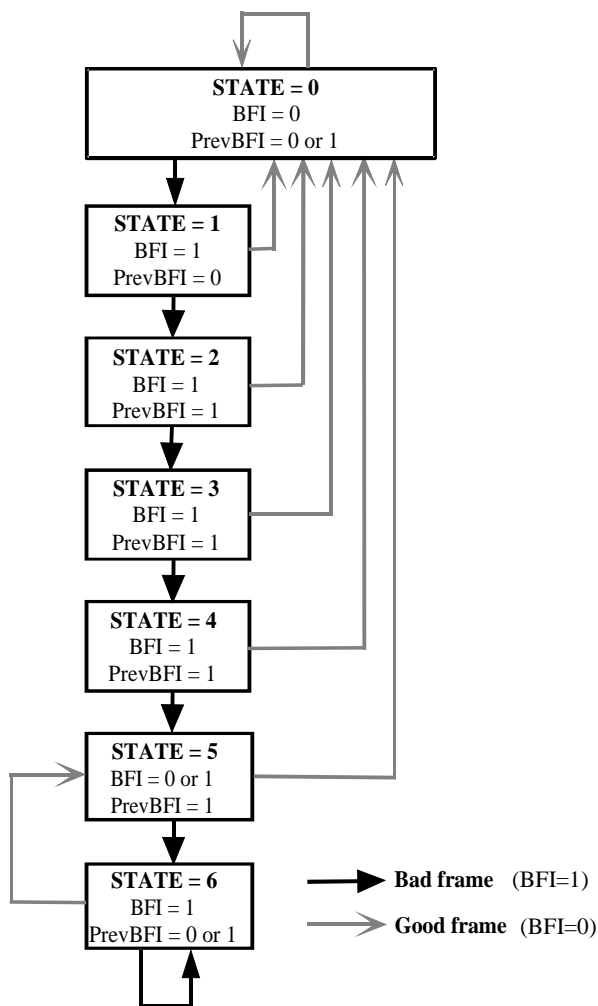 STATE = 0
BFI = 0
PrevBFI = 0 or 1
STATE = 1
BFI = 1
PrevBFI = 0
STATE = 2
BFI = 1
PrevBFI = 1
STATE = 3
BFI = 1
PrevBFI = 1
STATE = 4
BFI = 1
PrevBFI = 1
STATE = 5
BFI = 0 or 1
PrevBFI = 1
STATE = 6
BFI = 1
PrevBFI = 0 or 1
Bad frame (BFI=1)
Good frame (BFI=0)